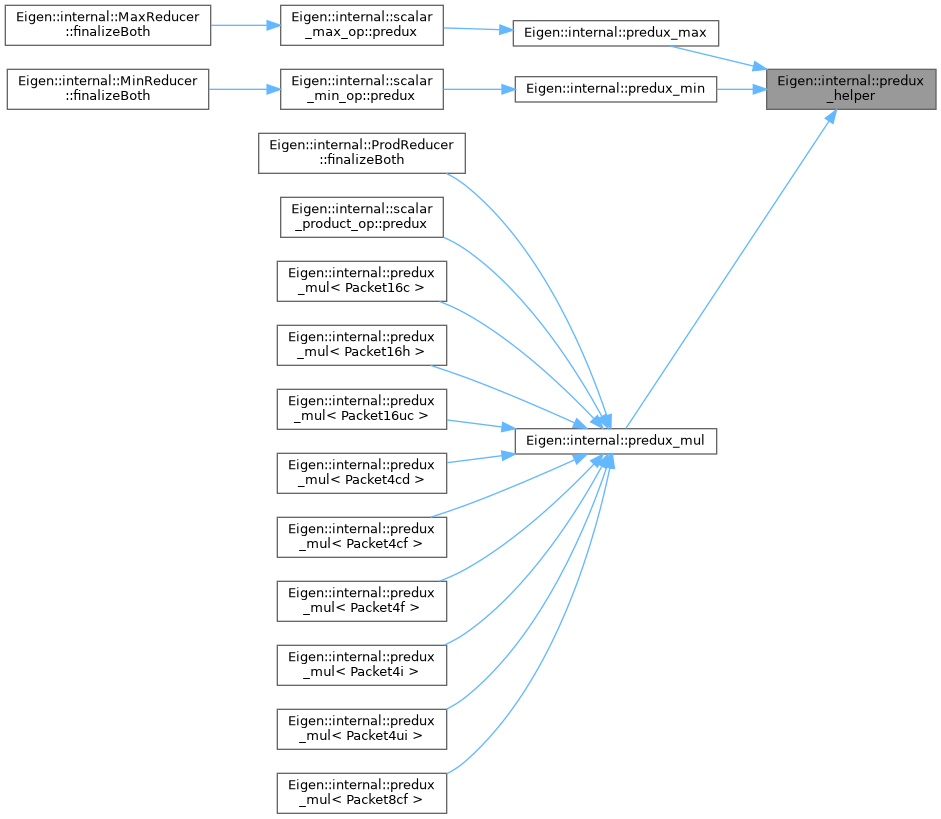 Eigen::internal::MaxReducer
::finalizeBoth
Eigen::internal::scalar
_max_op::predux
Eigen::internal::predux_max
Eigen::internal::MinReducer
::finalizeBoth
Eigen::internal::scalar
_min_op::predux
Eigen::internal::predux_min
Eigen::internal::predux
_helper
Eigen::internal::ProdReducer
::finalizeBoth
Eigen::internal::scalar
_product_op::predux
Eigen::internal::predux
_mul< Packet16c >
Eigen::internal::predux
_mul< Packet16h >
Eigen::internal::predux
_mul< Packet16uc >
Eigen::internal::predux_mul
Eigen::internal::predux
_mul< Packet4cd >
Eigen::internal::predux
_mul< Packet4cf >
Eigen::internal::predux
_mul< Packet4f >
Eigen::internal::predux
_mul< Packet4i >
Eigen::internal::predux
_mul< Packet4ui >
Eigen::internal::predux
_mul< Packet8cf >